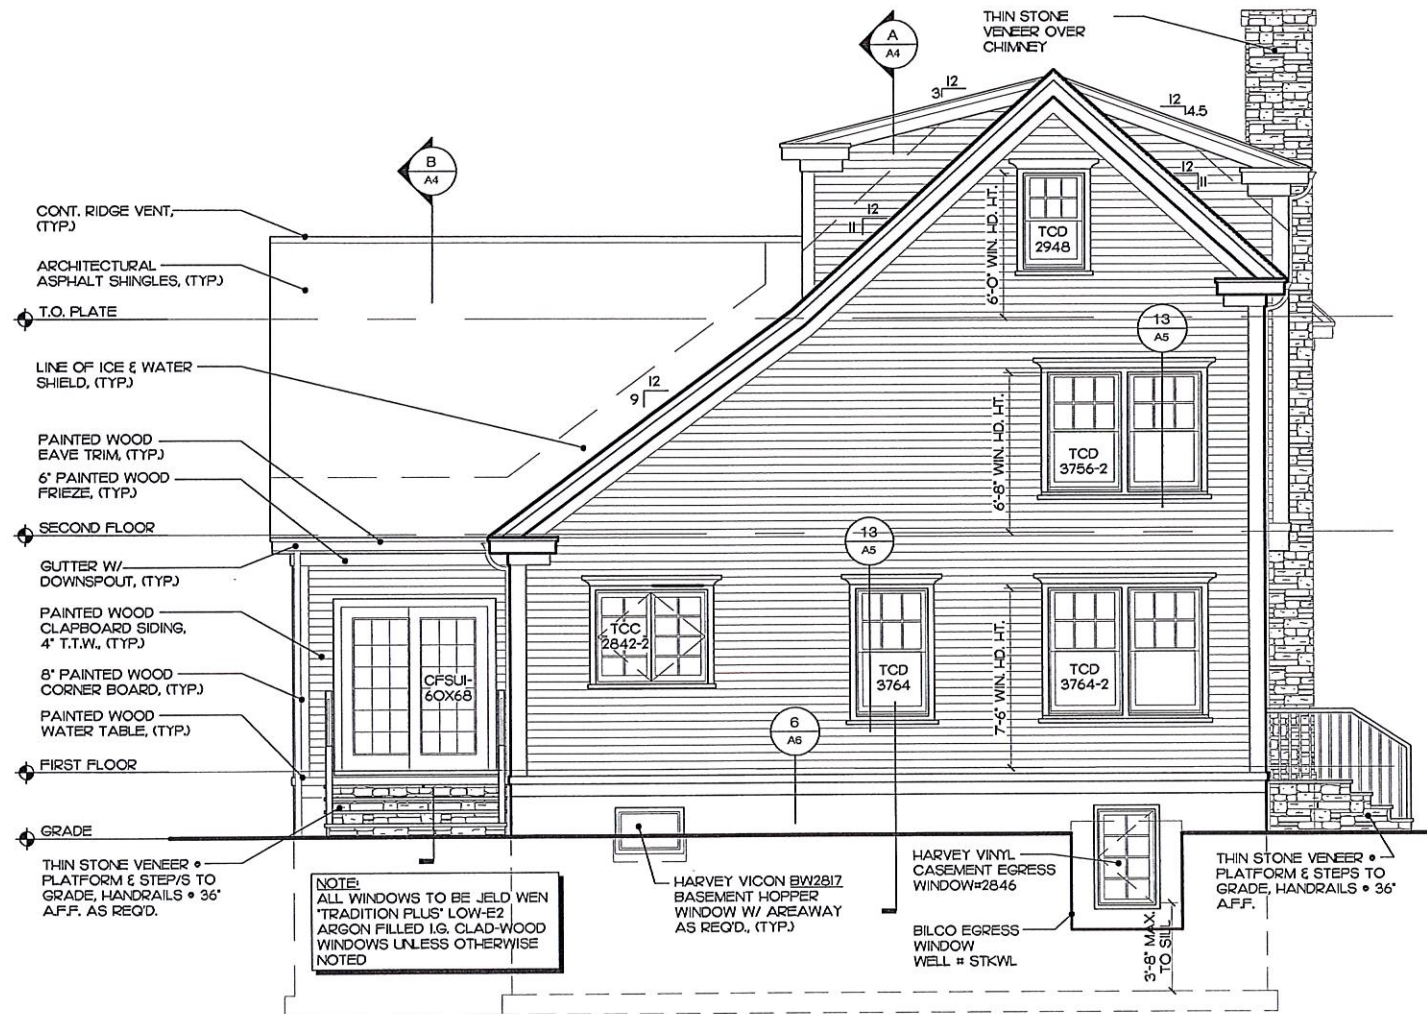 THIN STONE
VENEER OVER
CHIMNEY
A
A4
12
3
12
4.5
B
A4
12
11
12
11
TCD
2948
6'-0" WIN. HD. HT.
CONT. RIDGE VENT,
(TYP.)
ARCHITECTURAL
ASPHALT SHINGLES, (TYP.)
T.O. PLATE
13
A5
LINE OF ICE & WATER
SHIELD, (TYP.)
12
9
PAINTED WOOD
EAVE TRIM, (TYP.)
TCD
3756-2
6'-8" WIN. HD. HT.
6" PAINTED WOOD
FRIEZE, (TYP.)
SECOND FLOOR
13
A5
GUTTER W/
DOWNSPOUT, (TYP.)
PAINTED WOOD
CLAPBOARD SIDING,
4" T.T.W., (TYP.)
TCC
2842-2
CFSUI-
60X68
TCD
3764
TCD
3764-2
7'-6" WIN. HD. HT.
8" PAINTED WOOD
CORNER BOARD, (TYP.)
PAINTED WOOD
WATER TABLE, (TYP.)
6
A6
FIRST FLOOR
GRADE
THIN STONE VENEER @
PLATFORM & STEP/S TO
GRADE, HANDRAILS @ 36"
A.F.F. AS REQ'D.
NOTE:
ALL WINDOWS TO BE JELD WEN
"TRADITION PLUS" LOW-E2
ARGON FILLED I.G. CLAD-WOOD
WINDOWS UNLESS OTHERWISE
NOTED
HARVEY VICON BW2817
BASEMENT HOPPER
WINDOW W/ AREAWAY
AS REQ'D., (TYP.)
HARVEY VINYL
CASEMENT EGRESS
WINDOW#2846
BILCO EGRESS
WINDOW
WELL # STKWL
3'-8" MAX.
TO SILL
THIN STONE VENEER @
PLATFORM & STEPS TO
GRADE, HANDRAILS @ 36"
A.F.F.